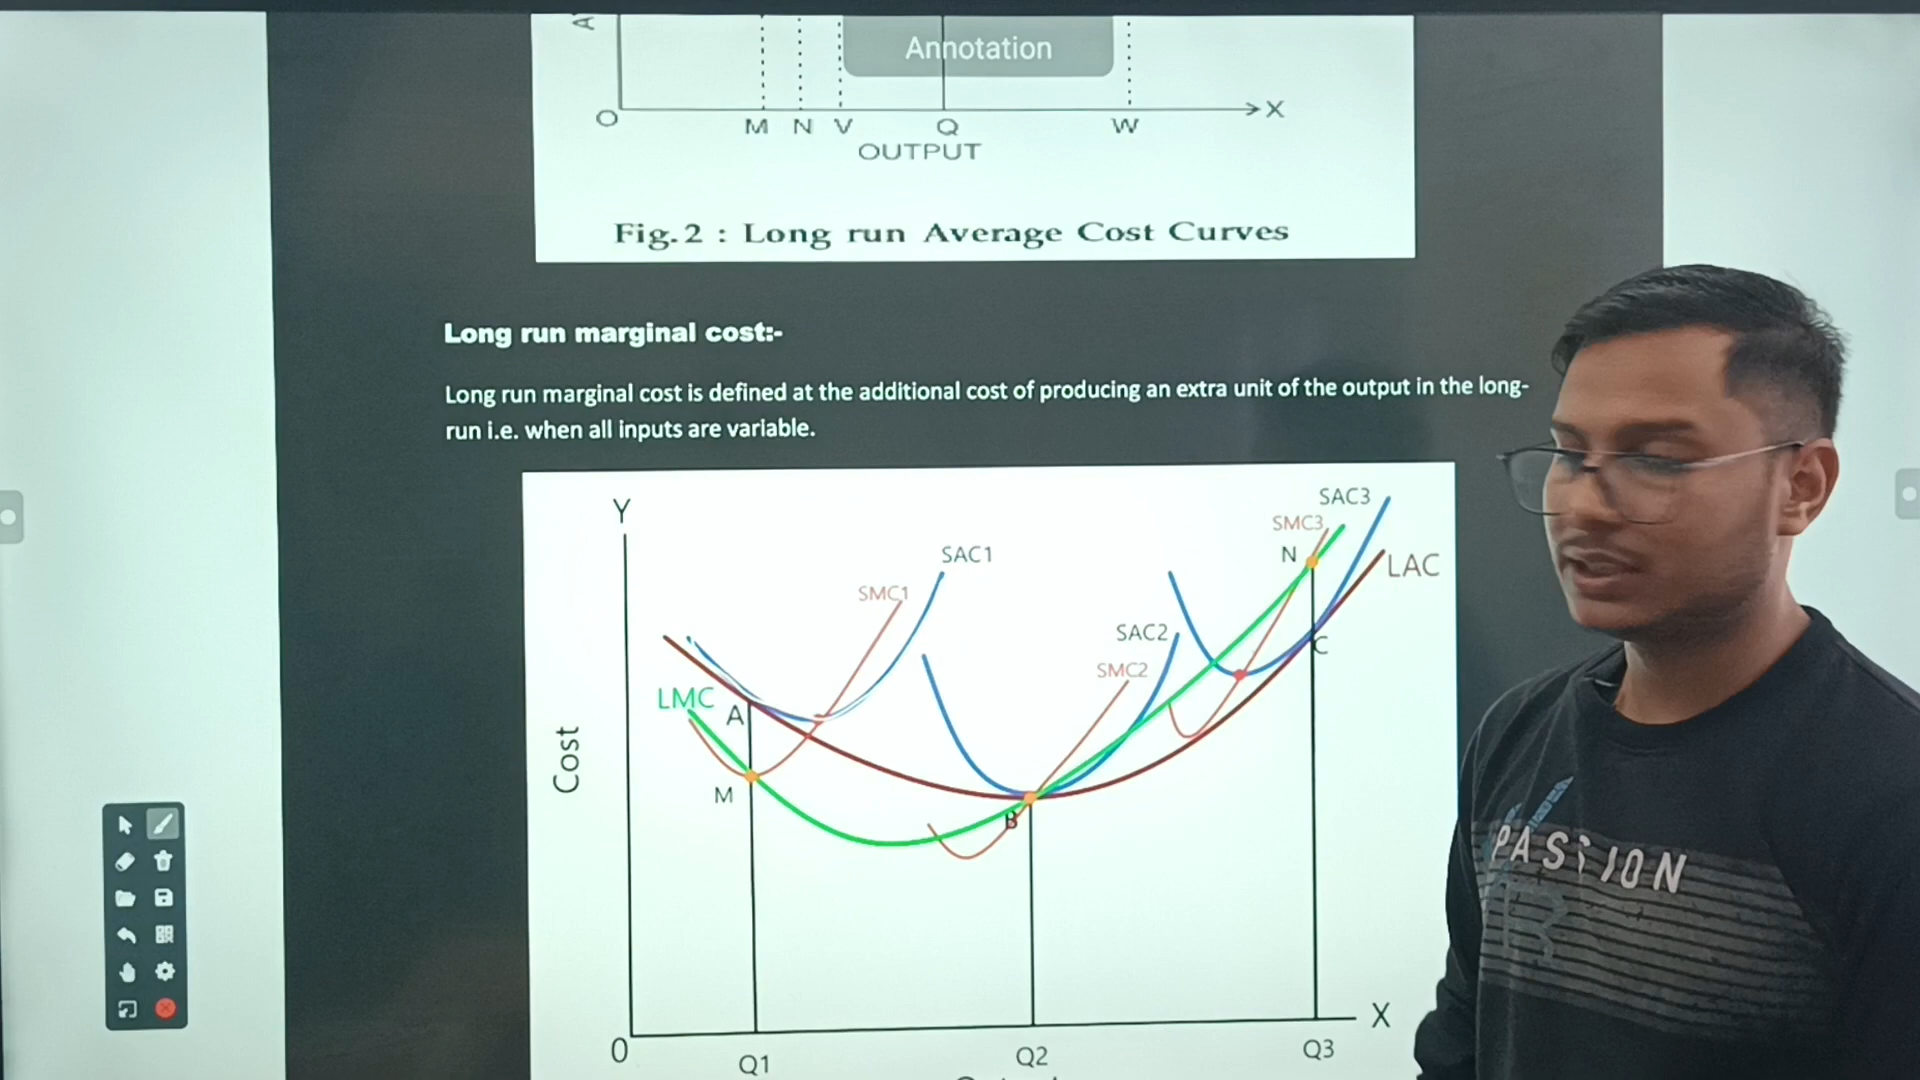 Annotation
O
M N V Q W
X
OUTPUT
Fig. 2 : Long run Average Cost Curves
Long run marginal cost:-
Long run marginal cost is defined at the additional cost of producing an extra unit of the output in the long-
run i.e. when all inputs are variable.
Y
SAC3
SMC3
N
LAC
SAC1
SMC1
SAC2
SMC2
C
LMC
A
Cost
M
B
X
0
Q1
Q2
Q3
PASSION